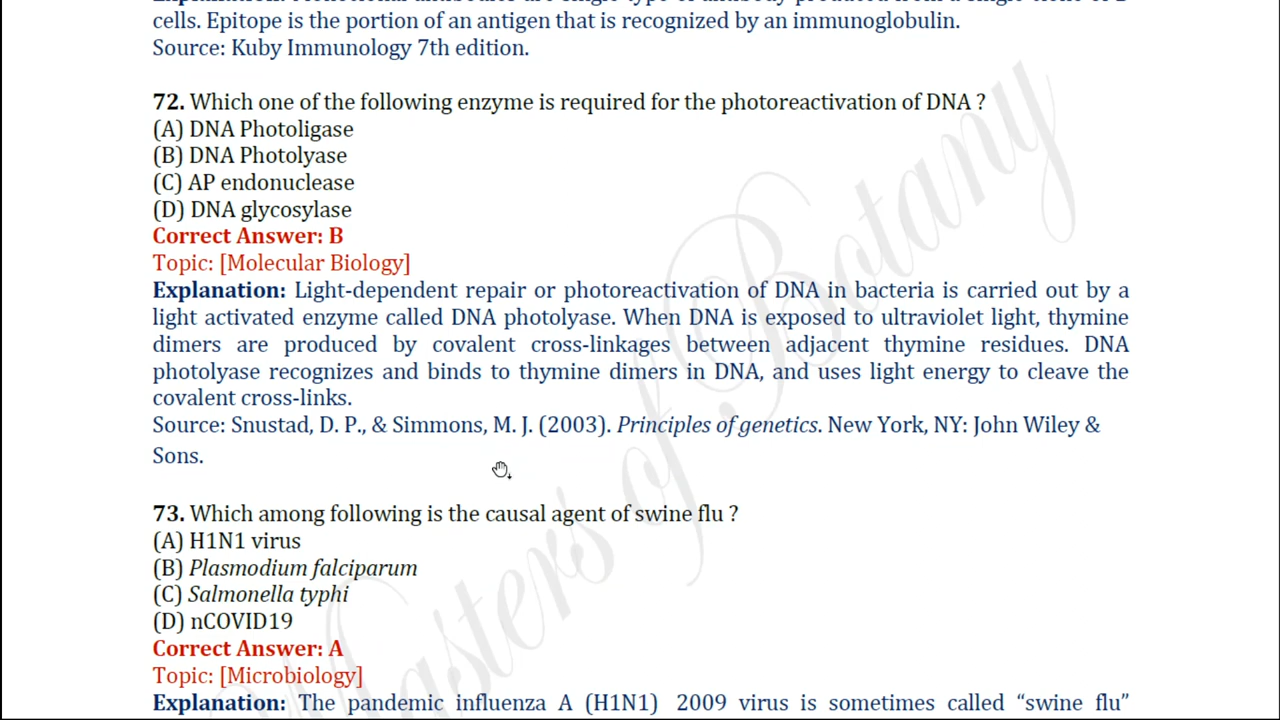 cells. Epitope is the portion of an antigen that is recognized by an immunoglobulin.
Source: Kuby Immunology 7th edition.
72. Which one of the following enzyme is required for the photoreactivation of DNA ?
(A) DNA Photoligase
(B) DNA Photolyase
(C) AP endonuclease
(D) DNA glycosylase
Correct Answer: B
Topic: [Molecular Biology]
Explanation: Light-dependent repair or photoreactivation of DNA in bacteria is carried out by a
light activated enzyme called DNA photolyase. When DNA is exposed to ultraviolet light, thymine
dimers are produced by covalent cross-linkages between adjacent thymine residues. DNA
photolyase recognizes and binds to thymine dimers in DNA, and uses light energy to cleave the
covalent cross-links.
Source: Snustad, D. P., & Simmons, M. J. (2003). Principles of genetics. New York, NY: John Wiley &
Sons.
73. Which among following is the causal agent of swine flu ?
(A) H1N1 virus
(B) Plasmodium falciparum
(C) Salmonella typhi
(D) nCOVID19
Correct Answer: A
Topic: [Microbiology]
Explanation: The pandemic influenza A (H1N1) 2009 virus is sometimes called “swine flu”
Masters of Botany